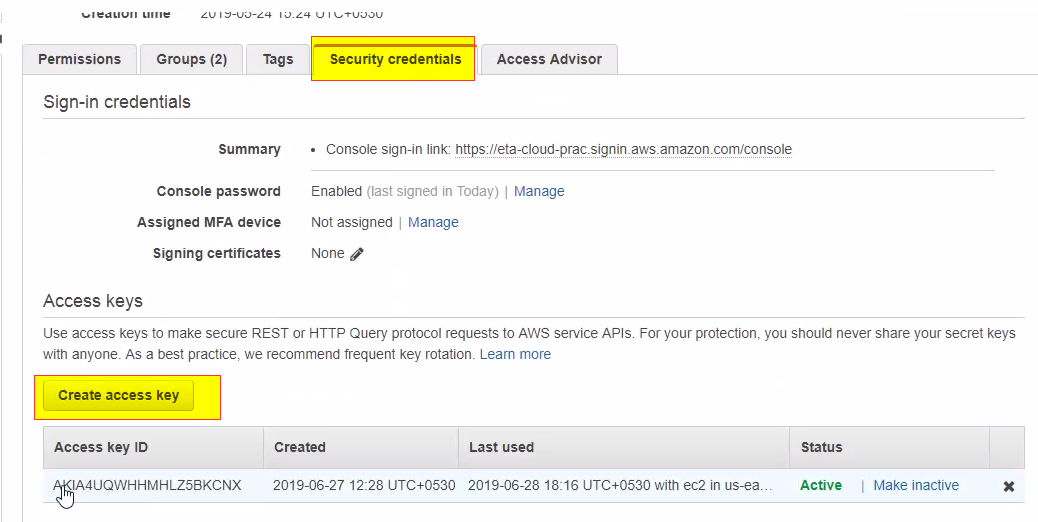 Creation time 2019-05-24 15:24 UTC+0530
Permissions Groups (2) Tags Security credentials Access Advisor
Sign-in credentials
Summary • Console sign-in link: https://eta-cloud-prac.signin.aws.amazon.com/console
Console password Enabled (last signed in Today) | Manage
Assigned MFA device Not assigned | Manage
Signing certificates None
Access keys
Use access keys to make secure REST or HTTP Query protocol requests to AWS service APIs. For your protection, you should never share your secret keys
with anyone. As a best practice, we recommend frequent key rotation. Learn more
Create access key
Access key ID Created Last used Status
AKIA4UQWHHMHLZ5BKCNX 2019-06-27 12:28 UTC+0530 2019-06-28 18:16 UTC+0530 with ec2 in us-ea... Active | Make inactive